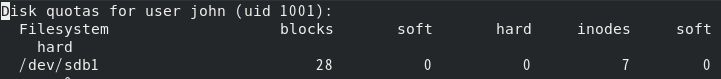 Disk quotas for user john (uid 1001):
Filesystem blocks soft hard inodes soft
hard
/dev/sdb1 28 0 0 7 0